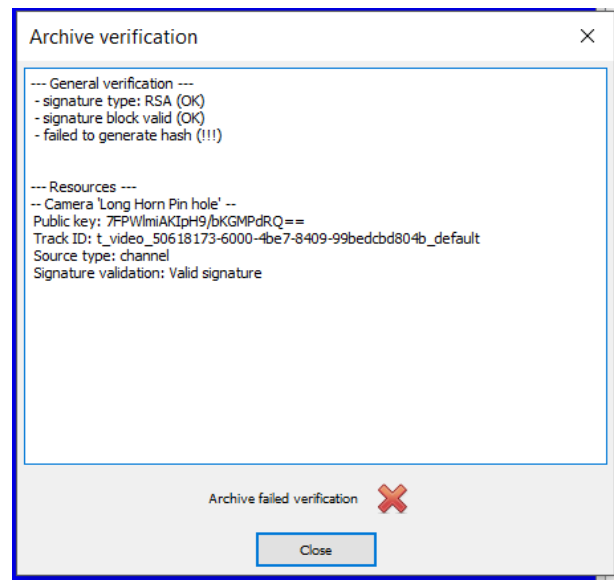 Archive verification
--- General verification ---
- signature type: RSA (OK)
- signature block valid (OK)
- failed to generate hash (!!!)
--- Resources ---
-- Camera 'Long Horn Pin hole' --
Public key: 7FPWlmiAKIpH9/bKGMPdRQ==
Track ID: t_video_50618173-6000-4be7-8409-99bedcbd804b_default
Source type: channel
Signature validation: Valid signature
Archive failed verification
Close